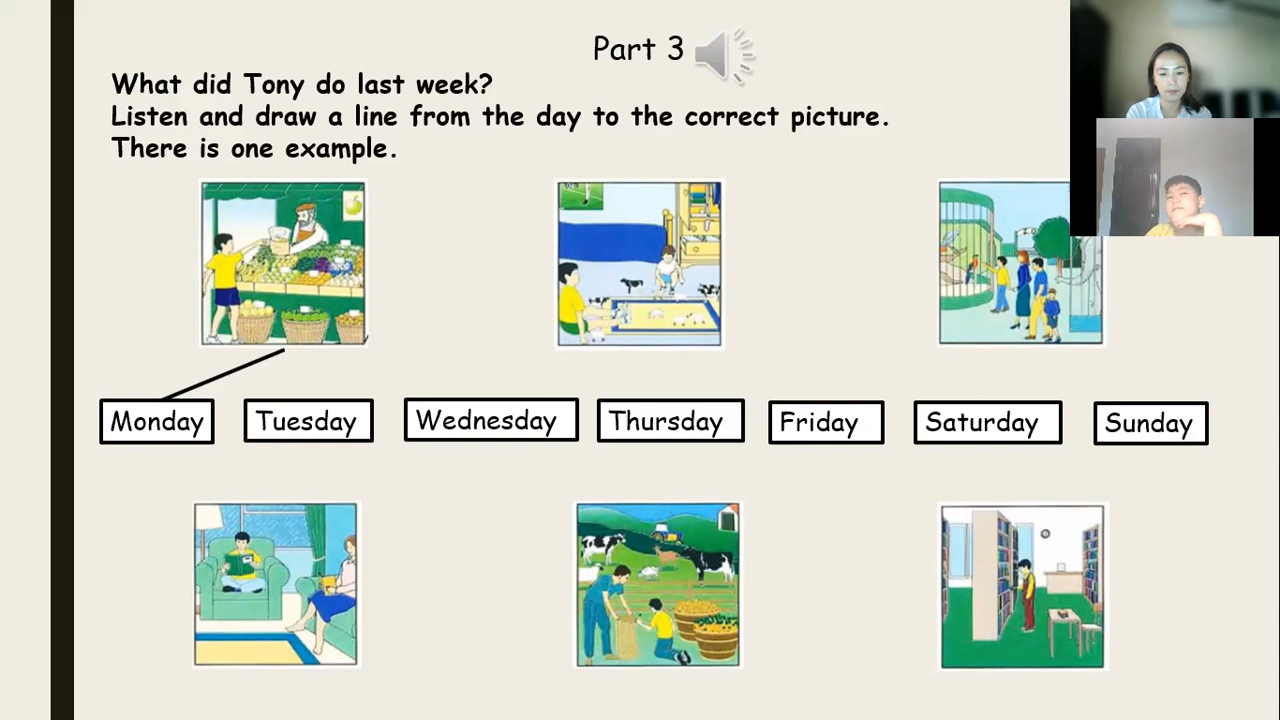 Part 3
What did Tony do last week?
Listen and draw a line from the day to the correct picture.
There is one example.
Monday Tuesday Wednesday Thursday Friday Saturday Sunday